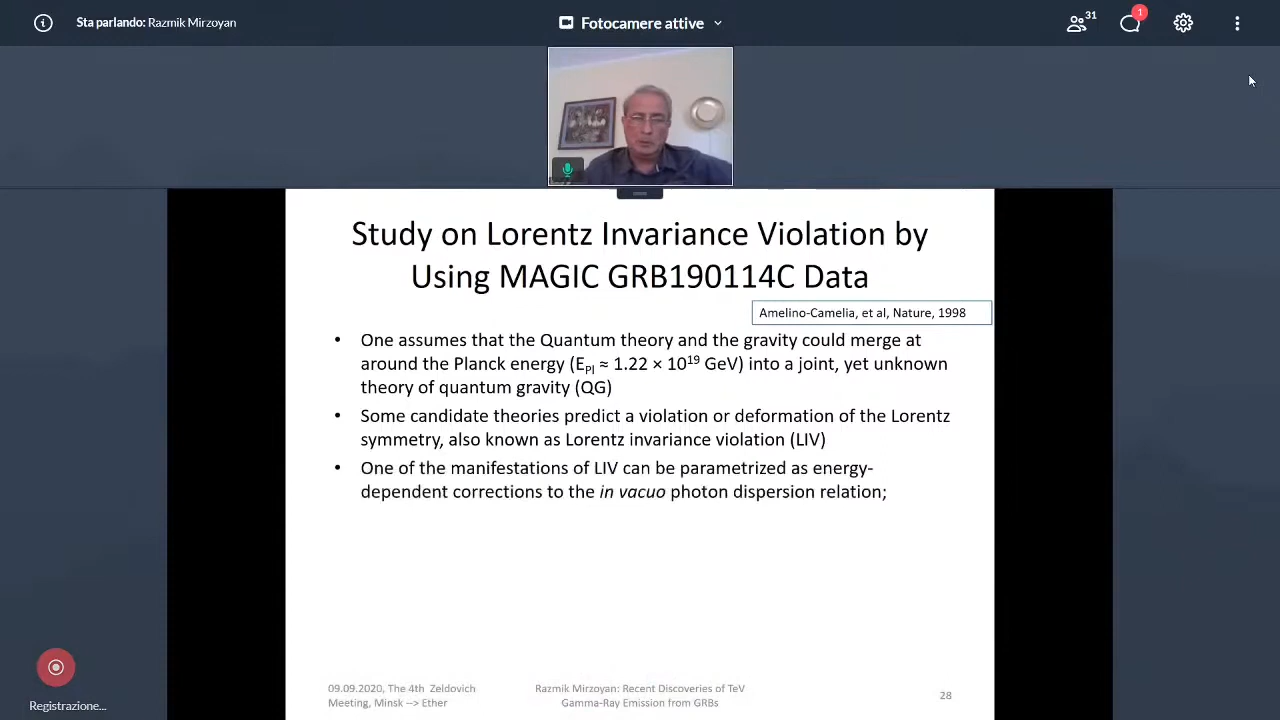 Sta parlando: Razmik Mirzoyan
Fotocamere attive
31
1
Study on Lorentz Invariance Violation by
Using MAGIC GRB190114C Data
Amelino-Camelia, et al, Nature, 1998
• One assumes that the Quantum theory and the gravity could merge at
around the Planck energy (EPl ≈ 1.22 × 10¹⁹ GeV) into a joint, yet unknown
theory of quantum gravity (QG)
• Some candidate theories predict a violation or deformation of the Lorentz
symmetry, also known as Lorentz invariance violation (LIV)
• One of the manifestations of LIV can be parametrized as energy-
dependent corrections to the in vacuo photon dispersion relation;
Registrazione...
09.09.2020, The 4th Zeldovich
Meeting, Minsk --> Ether
Razmik Mirzoyan: Recent Discoveries of TeV
Gamma-Ray Emission from GRBs
28